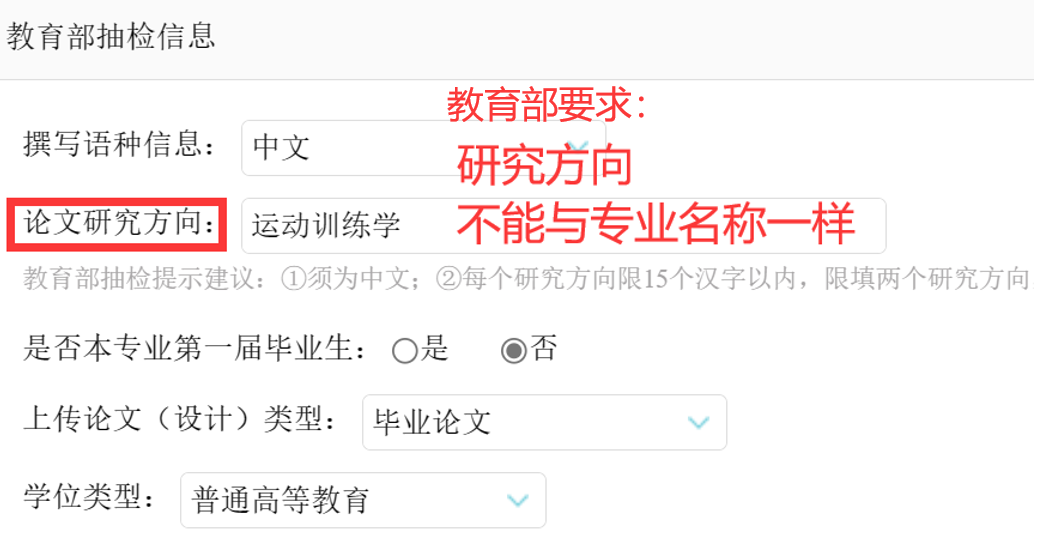 教育部抽检信息
教育部要求：
撰写语种信息： 中文
研究方向
论文研究方向： 运动训练学
不能与专业名称一样
教育部抽检提示建议：①须为中文；②每个研究方向限15个汉字以内，限填两个研究方向
是否本专业第一届毕业生： 是 否
上传论文（设计）类型： 毕业论文
学位类型： 普通高等教育